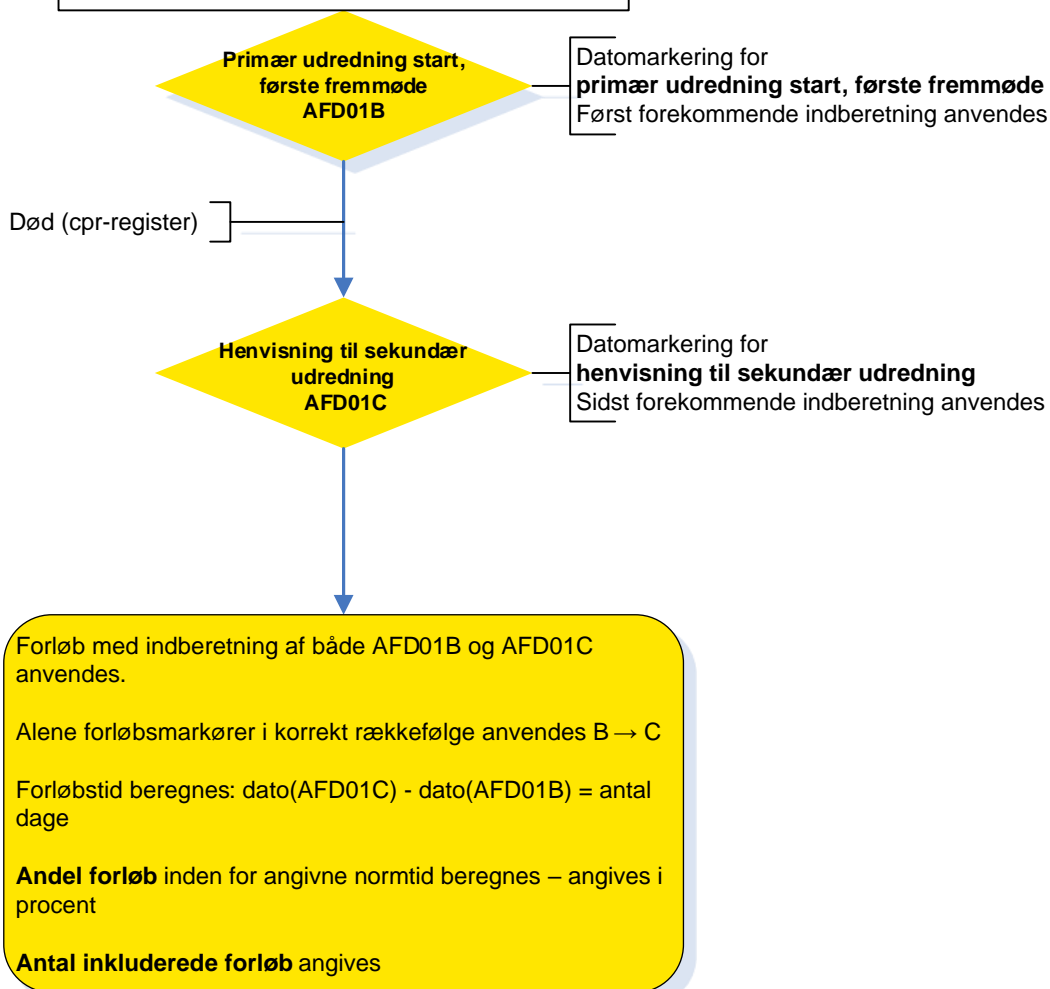 Primær udredning start,
første fremmøde
AFD01B
Datomarkering for
primær udredning start, første fremmøde
Først forekommende indberetning anvendes
Død (cpr-register)
Henvisning til sekundær
udredning
AFD01C
Datomarkering for
henvisning til sekundær udredning
Sidst forekommende indberetning anvendes
Forløb med indberetning af både AFD01B og AFD01C
anvendes.
Alene forløbsmarkører i korrekt rækkefølge anvendes B → C
Forløbstid beregnes: dato(AFD01C) - dato(AFD01B) = antal
dage
Andel forløb inden for angivne normtid beregnes – angives i
procent
Antal inkluderede forløb angives